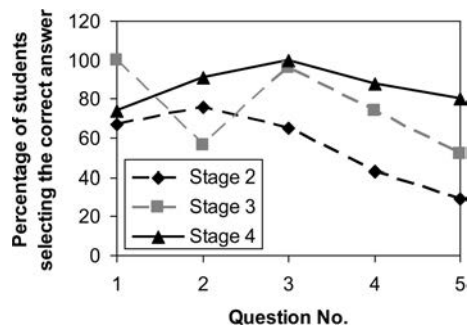 Percentage of students
selecting the correct answer
120
100
80
60
40
20
0
Stage 2
Stage 3
Stage 4
1 2 3 4 5
Question No.